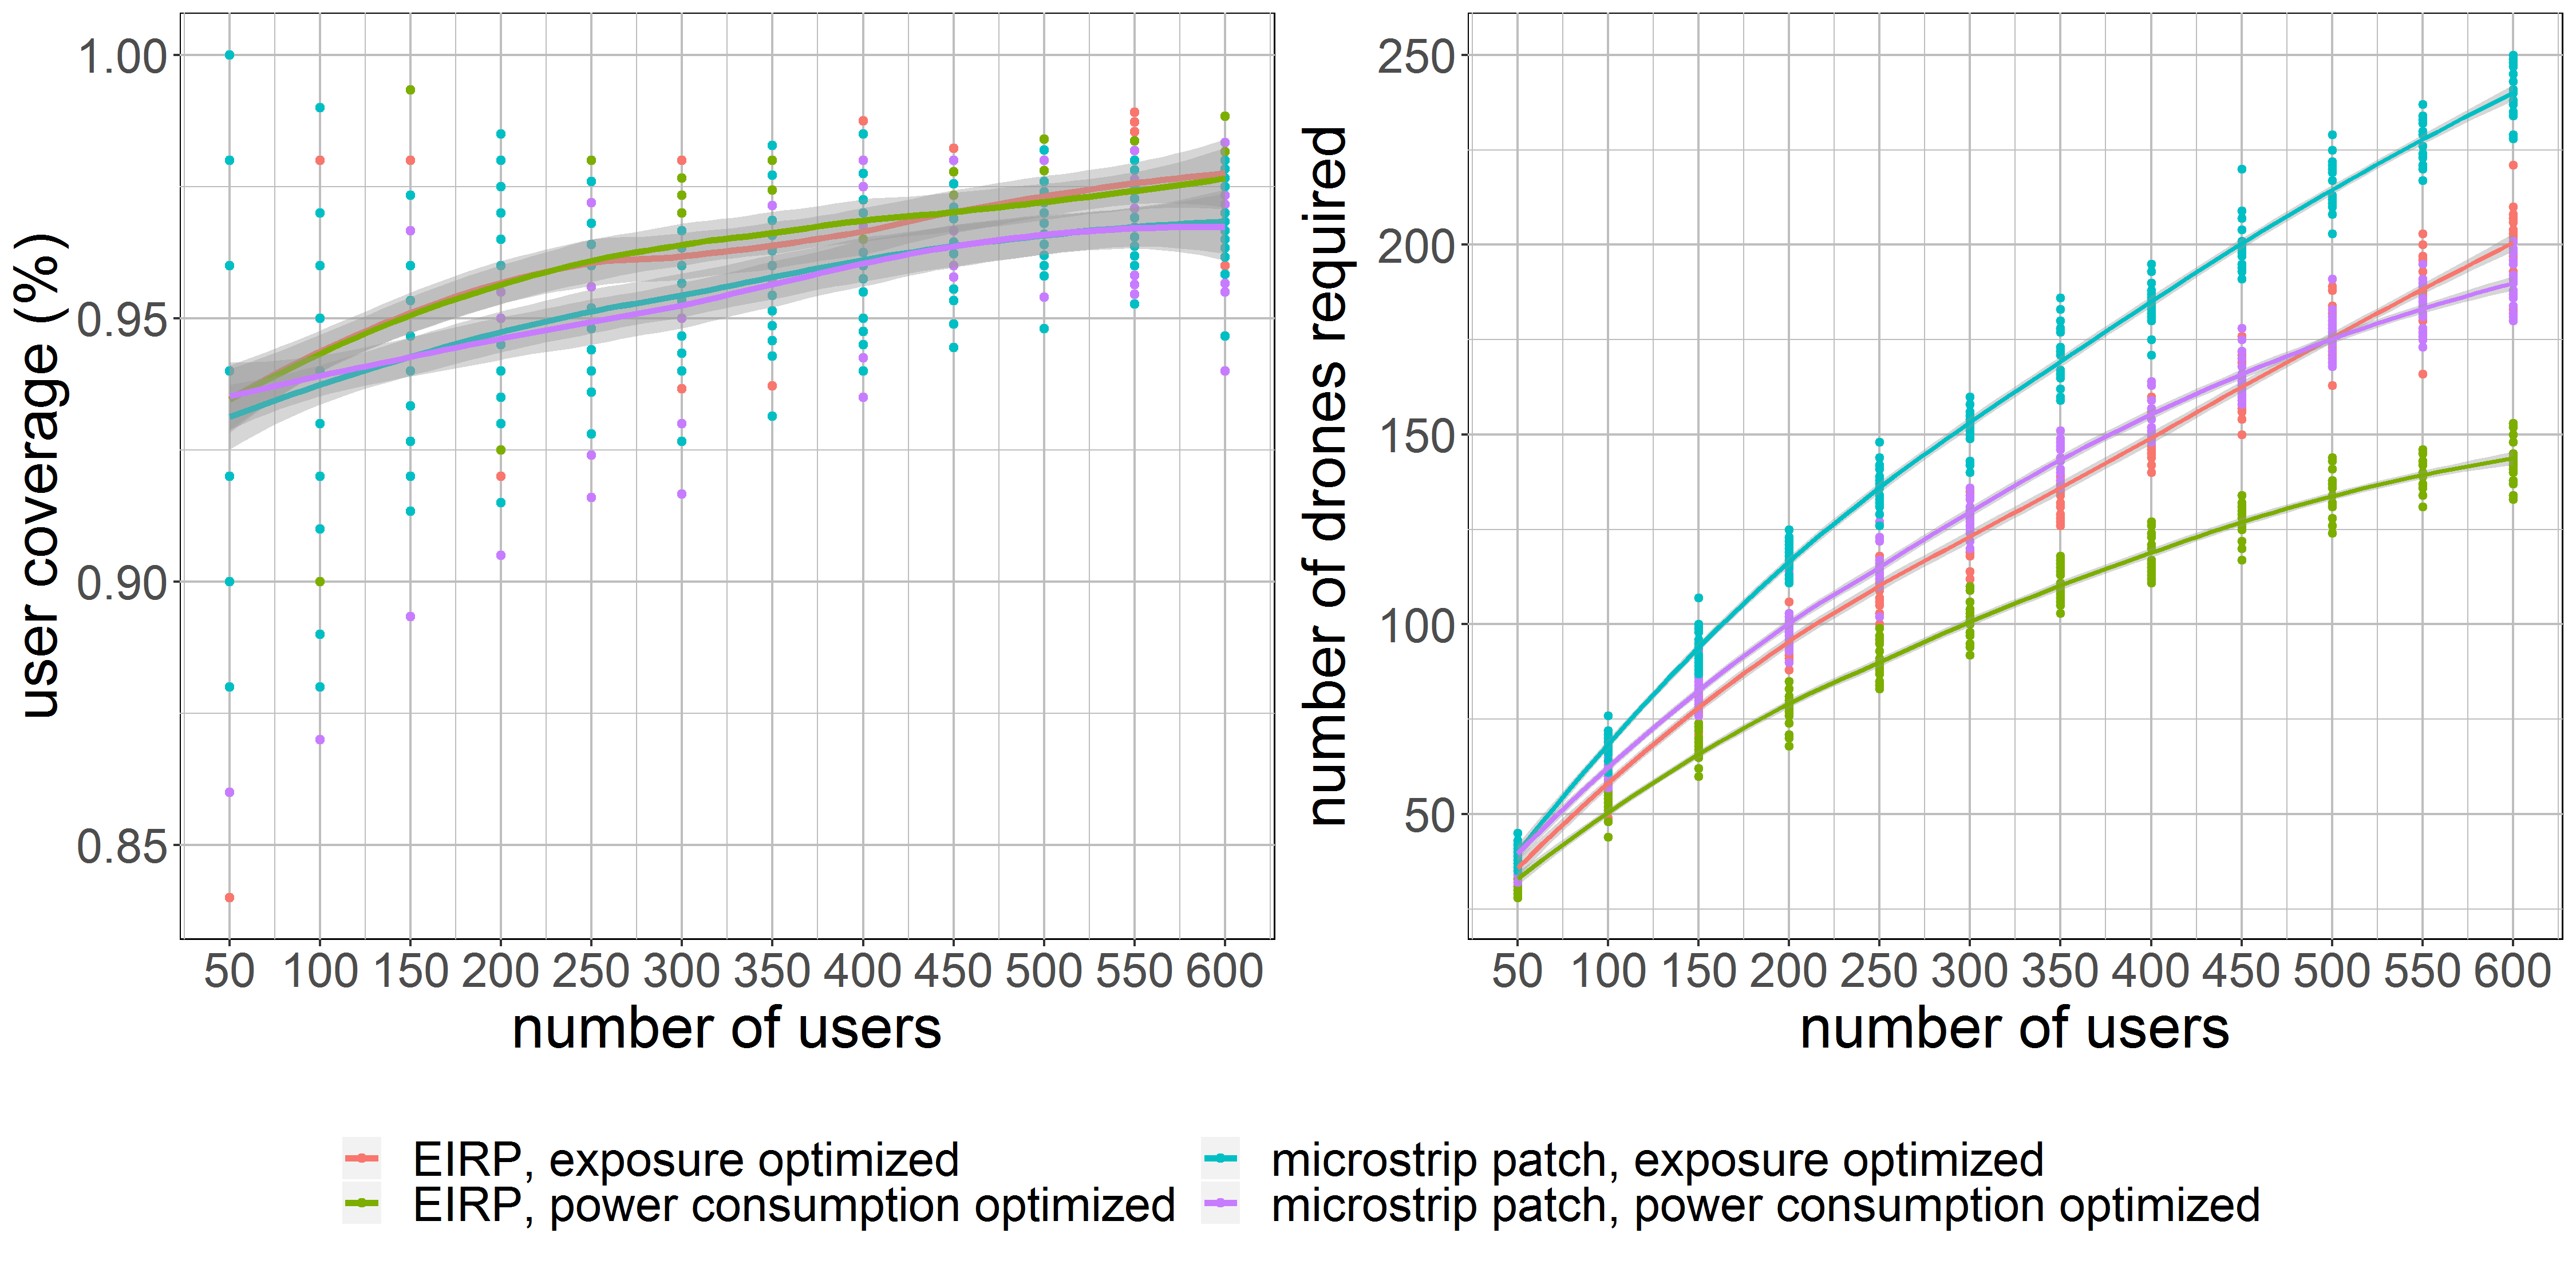 user coverage (%)
1.00
0.95
0.90
0.85
50 100 150 200 250 300 350 400 450 500 550 600
number of users
number of drones required
250
200
150
100
50
50 100 150 200 250 300 350 400 450 500 550 600
number of users
EIRP, exposure optimized
EIRP, power consumption optimized
microstrip patch, exposure optimized
microstrip patch, power consumption optimized